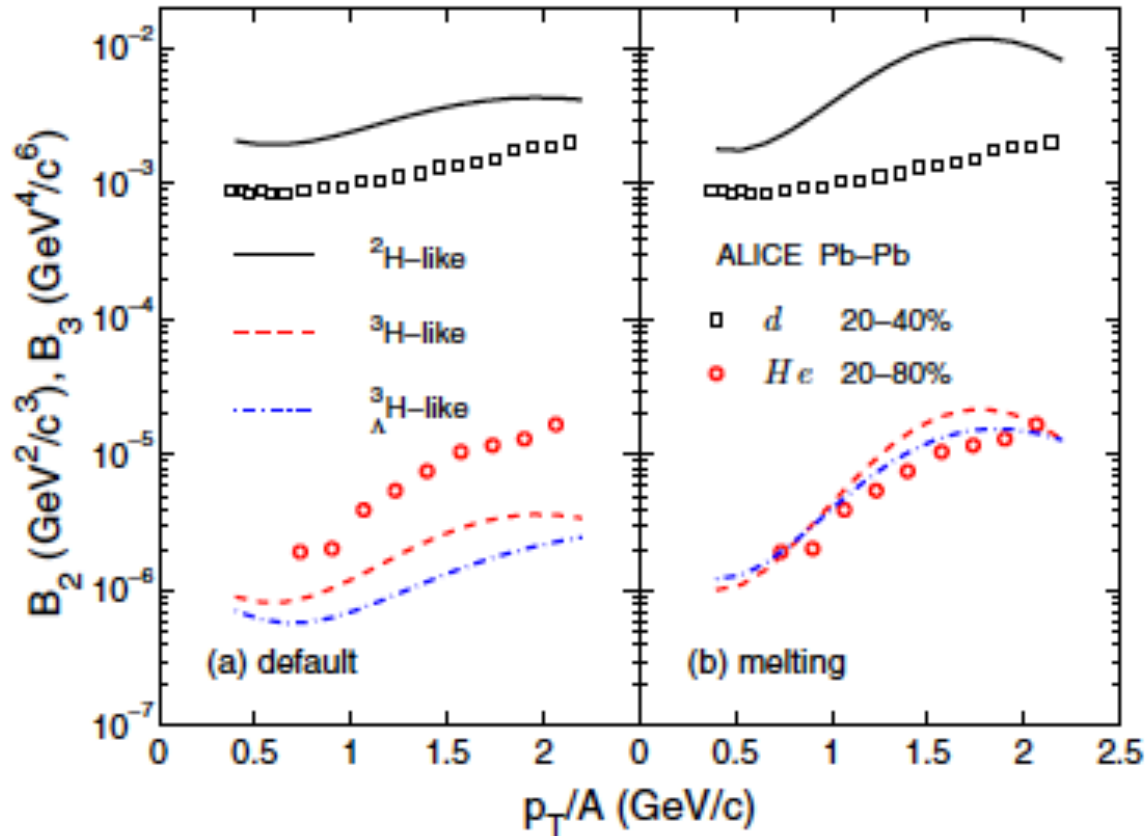 B₂ (GeV²/c³), B₃ (GeV⁴/c⁶)
10⁻²
10⁻³
10⁻⁴
10⁻⁵
10⁻⁶
10⁻⁷
²H–like
³H–like
³ΛH–like
(a) default
ALICE Pb–Pb
d 20–40%
He 20–80%
(b) melting
0 0.5 1 1.5 2 0 0.5 1 1.5 2 2.5
p_T/A (GeV/c)